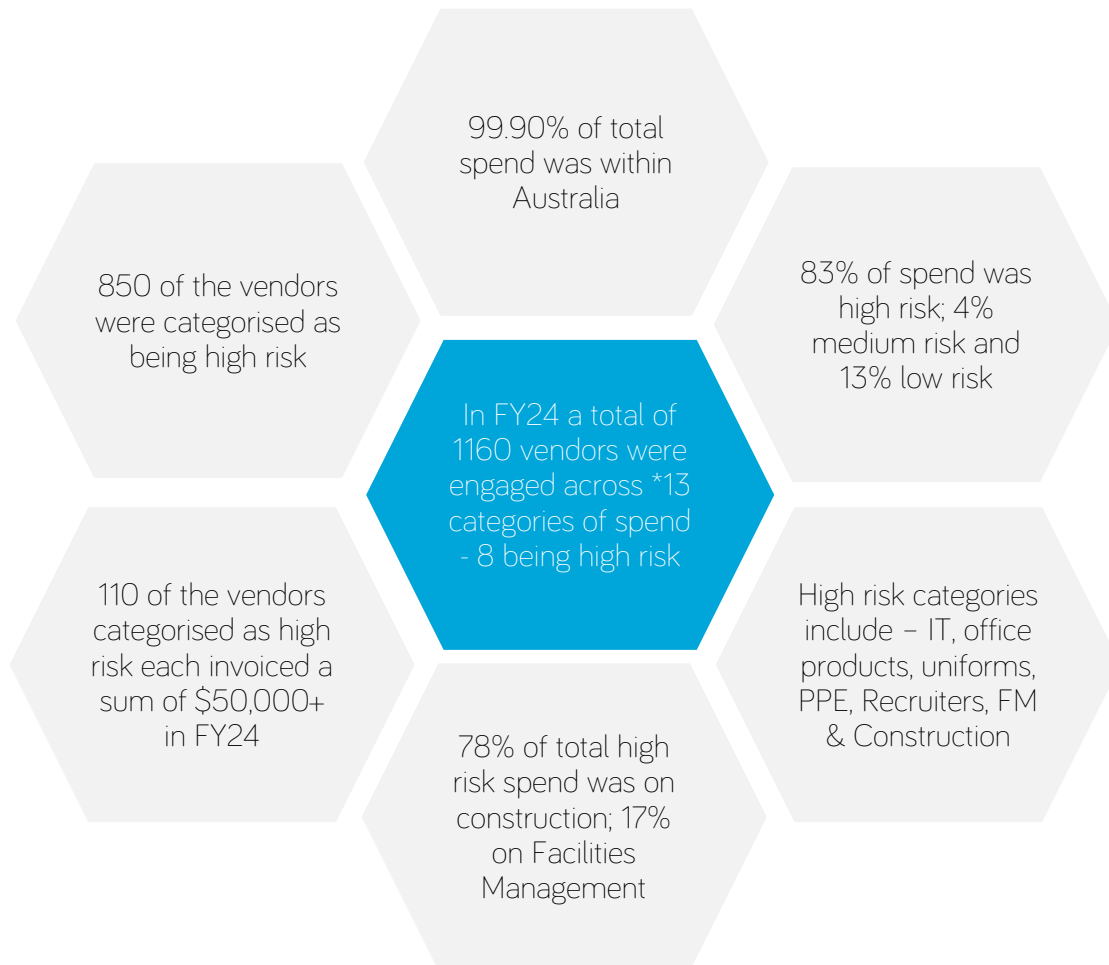 99.90% of total
spend was within
Australia
850 of the vendors
were categorised as
being high risk
83% of spend was
high risk; 4%
medium risk and
13% low risk
In FY24 a total of
1160 vendors were
engaged across *13
categories of spend
- 8 being high risk
110 of the vendors
categorised as high
risk each invoiced a
sum of $50,000+
in FY24
High risk categories
include – IT, office
products, uniforms,
PPE, Recruiters, FM
& Construction
78% of total high
risk spend was on
construction; 17%
on Facilities
Management